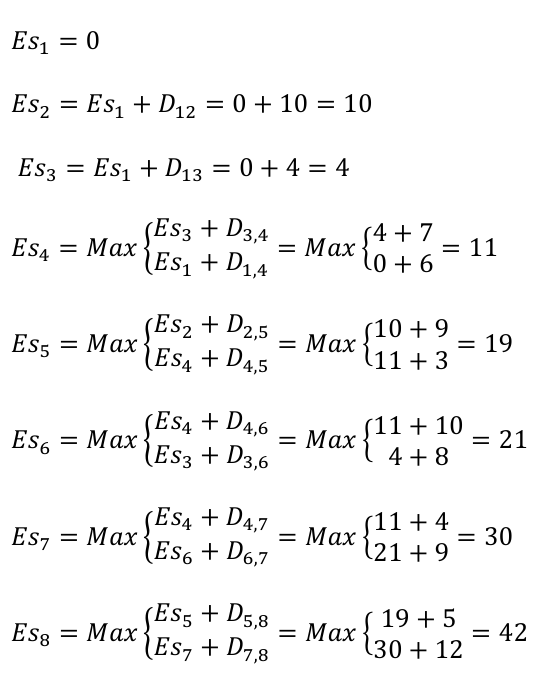 Es₁ = 0
Es₂ = Es₁ + D₁₂ = 0 + 10 = 10
Es₃ = Es₁ + D₁₃ = 0 + 4 = 4
Es₄ = Max {Es₃ + D₃,₄ Es₁ + D₁,₄ = Max {4 + 7 0 + 6 = 11
Es₅ = Max {Es₂ + D₂,₅ Es₄ + D₄,₅ = Max {10 + 9 11 + 3 = 19
Es₆ = Max {Es₄ + D₄,₆ Es₃ + D₃,₆ = Max {11 + 10 4 + 8 = 21
Es₇ = Max {Es₄ + D₄,₇ Es₆ + D₆,₇ = Max {11 + 4 21 + 9 = 30
Es₈ = Max {Es₅ + D₅,₈ Es₇ + D₇,₈ = Max {19 + 5 30 + 12 = 42